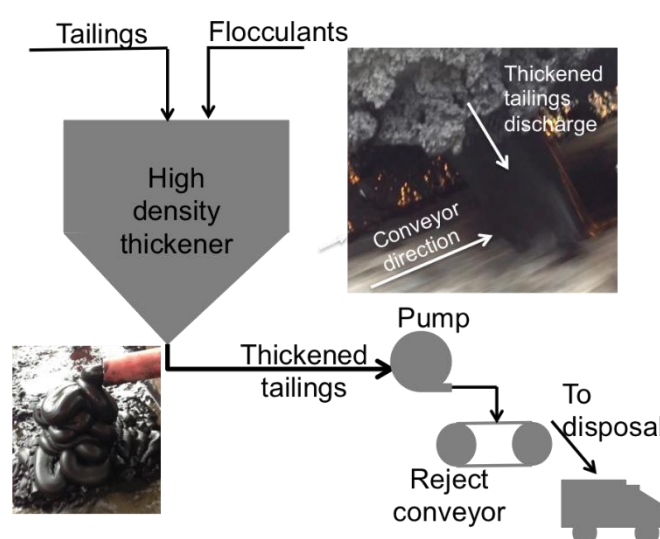 Tailings
Flocculants
High
density
thickener
Thickened
tailings
discharge
Conveyor
direction
Thickened
tailings
Pump
To
disposal
Reject
conveyor